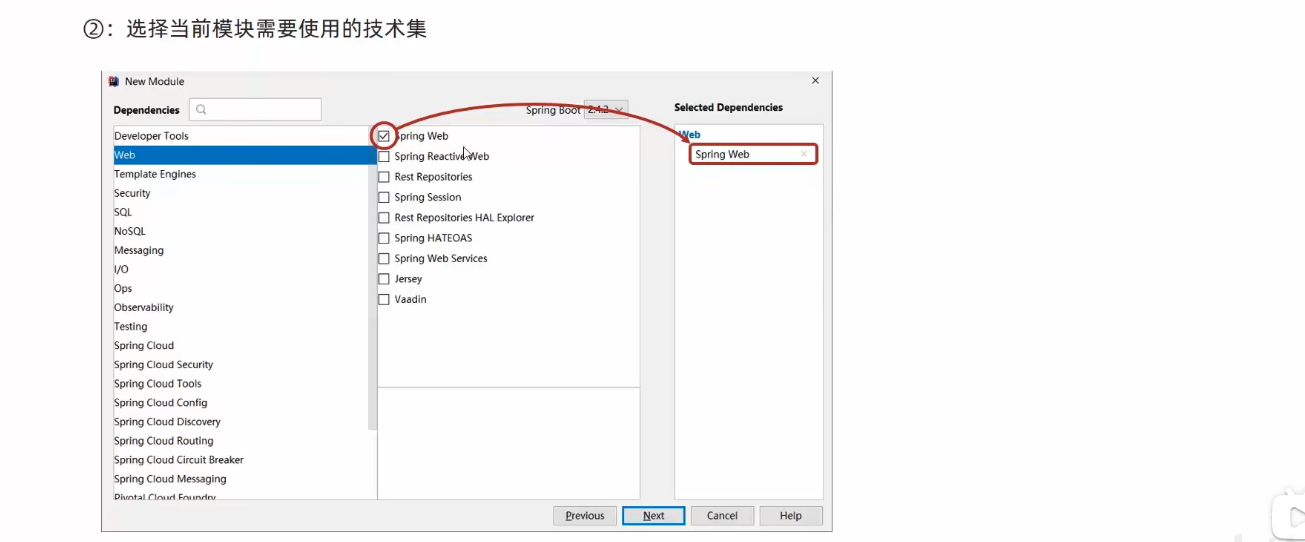 ②：选择当前模块需要使用的技术集
New Module
Dependencies
Spring Boot 2.4.2
Selected Dependencies
Developer Tools
Web
Template Engines
Security
SQL
NoSQL
Messaging
I/O
Ops
Observability
Testing
Spring Cloud
Spring Cloud Security
Spring Cloud Tools
Spring Cloud Config
Spring Cloud Discovery
Spring Cloud Routing
Spring Cloud Circuit Breaker
Spring Cloud Messaging
Pivotal Cloud Foundry
Spring Web
Spring Reactive Web
Rest Repositories
Spring Session
Rest Repositories HAL Explorer
Spring HATEOAS
Spring Web Services
Jersey
Vaadin
Web
Spring Web
Previous
Next
Cancel
Help